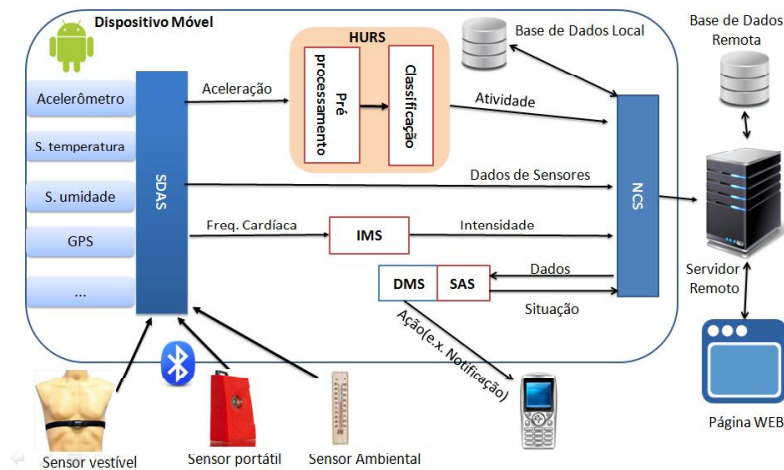 Dispositivo Móvel
HURS
Base de Dados Local
Base de Dados
Remota
Acelerômetro
S. temperatura
S. umidade
GPS
...
SDAS
Aceleração
Pré
processamento
Classificação
Atividade
Dados de Sensores
Freq. Cardíaca
IMS
Intensidade
NCS
DMS
SAS
Dados
Situação
Ação(e.x. Notificação)
Servidor
Remoto
Página WEB
Sensor vestível
Sensor portátil
Sensor Ambiental